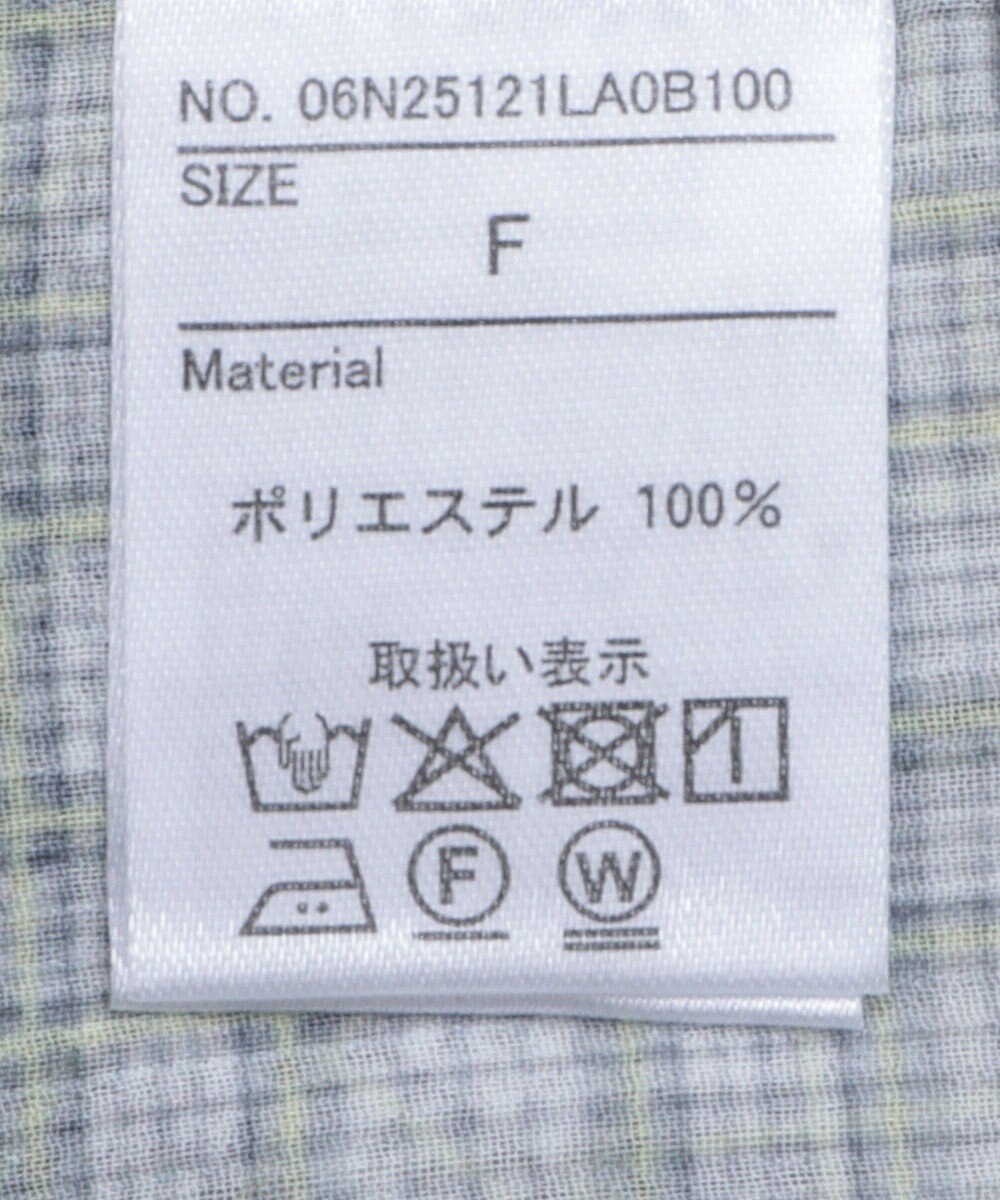 NO. 06N25121LA0B100
SIZE
F
Material
ポリエステル 100%
取扱い表示
F W